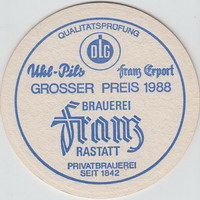 QUALITÄTSPRÜFUNG
DLG
Uhl-Pils Franz Export
GROSSER PREIS 1988
BRAUEREI
Franz
RASTATT
PRIVATBRAUEREI
SEIT 1842